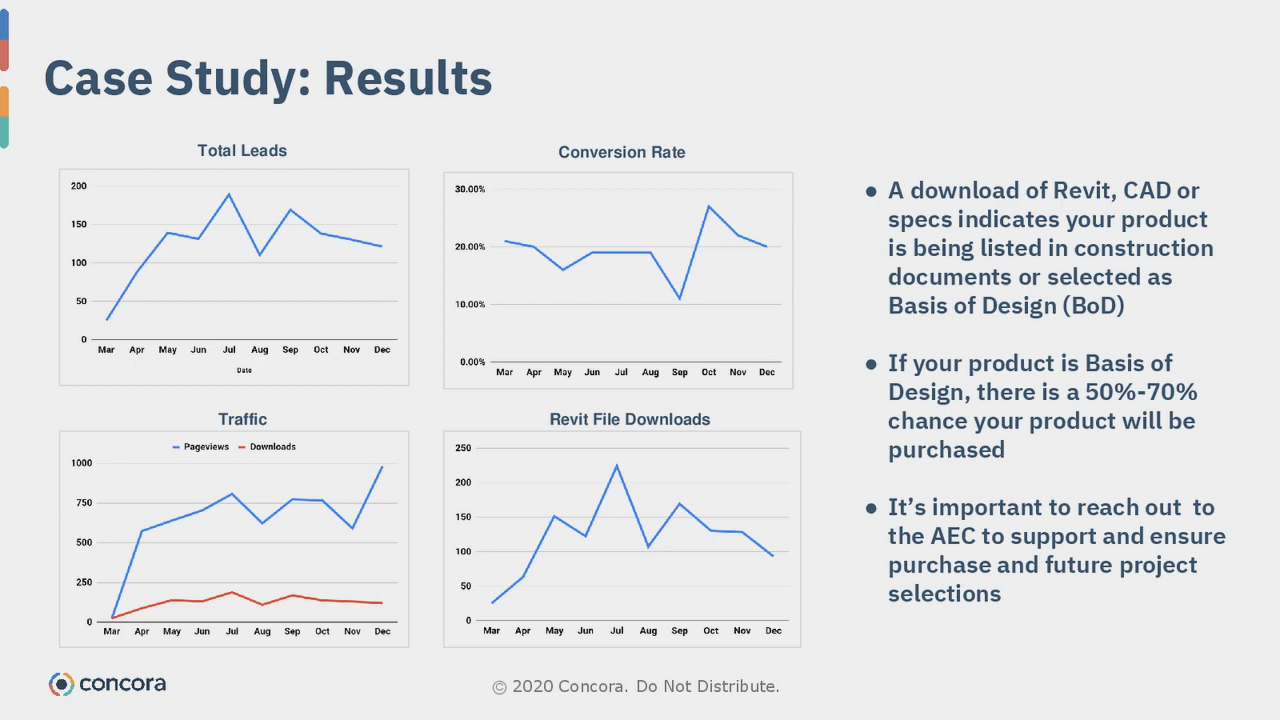 Case Study: Results
Total Leads
200
150
100
50
0
Mar Apr May Jun Jul Aug Sep Oct Nov Dec
Date
Conversion Rate
30.00%
20.00%
10.00%
0.00%
Mar Apr May Jun Jul Aug Sep Oct Nov Dec
Traffic
Pageviews Downloads
1000
750
500
250
0
Mar Apr May Jun Jul Aug Sep Oct Nov Dec
Revit File Downloads
250
200
150
100
50
0
Mar Apr May Jun Jul Aug Sep Oct Nov Dec
● A download of Revit, CAD or
specs indicates your product
is being listed in construction
documents or selected as
Basis of Design (BoD)
● If your product is Basis of
Design, there is a 50%-70%
chance your product will be
purchased
● It’s important to reach out  to
the AEC to support and ensure
purchase and future project
selections
concora
© 2020 Concora. Do Not Distribute.